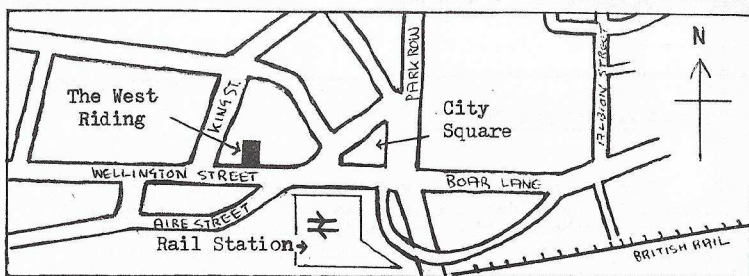 PARK ROW
ALBION STREET
N
The West
Riding
KING ST.
City
Square
WELLINGTON STREET
BOAR LANE
AIRE STREET
Rail Station
BRITISH RAIL